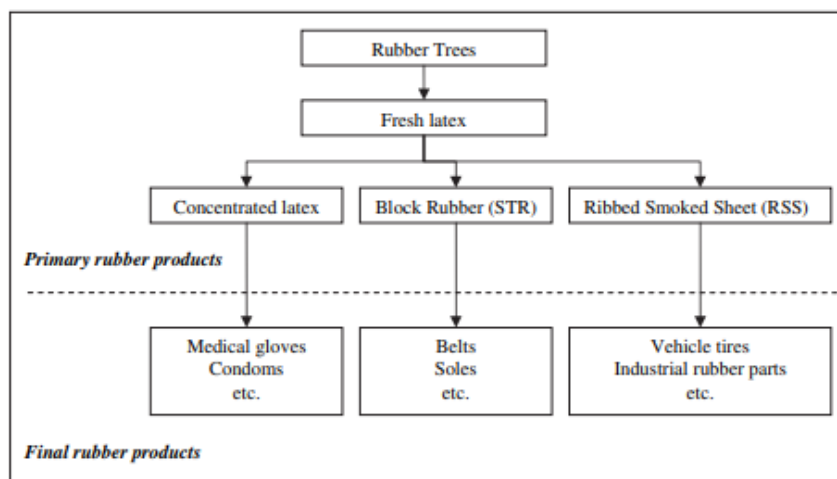 Rubber Trees
Fresh latex
Concentrated latex
Block Rubber (STR)
Ribbed Smoked Sheet (RSS)
Primary rubber products
Medical gloves
Condoms
etc.
Belts
Soles
etc.
Vehicle tires
Industrial rubber parts
etc.
Final rubber products